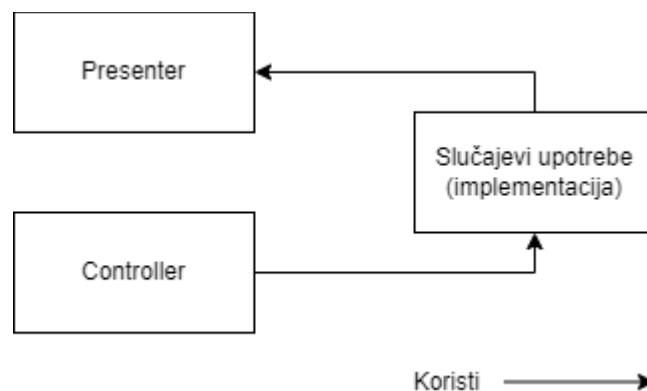 Presenter
Slučajevi upotrebe
(implementacija)
Controller
Koristi